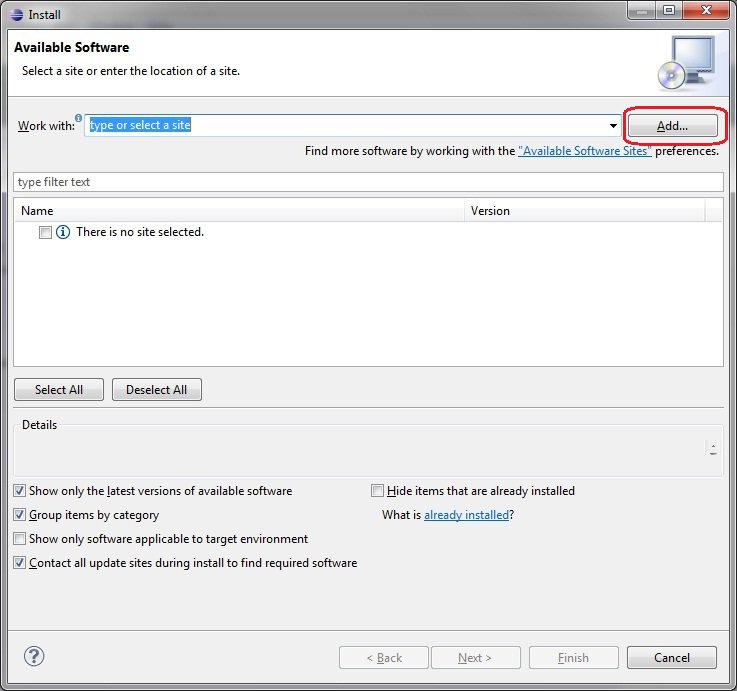 Install
Available Software
Select a site or enter the location of a site.
Work with: type or select a site Add...
Find more software by working with the "Available Software Sites" preferences.
type filter text
Name Version
There is no site selected.
Select All Deselect All
Details
Show only the latest versions of available software Hide items that are already installed
Group items by category What is already installed?
Show only software applicable to target environment
Contact all update sites during install to find required software
? < Back Next > Finish Cancel